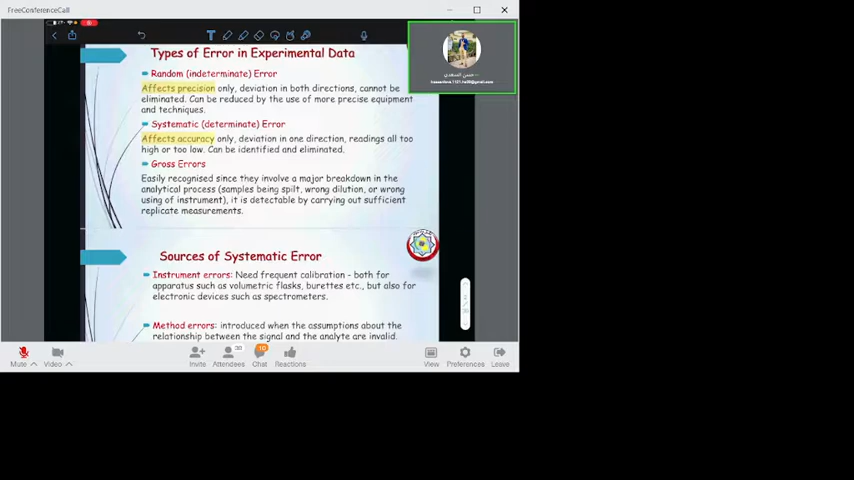 FreeConferenceCall
Types of Error in Experimental Data
Random (indeterminate) Error
Affects precision only, deviation in both directions, cannot be
eliminated. Can be reduced by the use of more precise equipment
and techniques.
Systematic (determinate) Error
Affects accuracy only, deviation in one direction, readings all too
high or too low. Can be identified and eliminated.
Gross Errors
Easily recognised since they involve a major breakdown in the
analytical process (samples being spilt, wrong dilution, or wrong
using of instrument), it is detectable by carrying out sufficient
replicate measurements.
Sources of Systematic Error
Instrument errors: Need frequent calibration - both for
apparatus such as volumetric flasks, burettes etc., but also for
electronic devices such as spectrometers.
Method errors: introduced when the assumptions about the
relationship between the signal and the analyte are invalid.
حسن السعدي
Mute
Video
Invite
30
Attendees
10
Chat
Reactions
View
Preferences
Leave